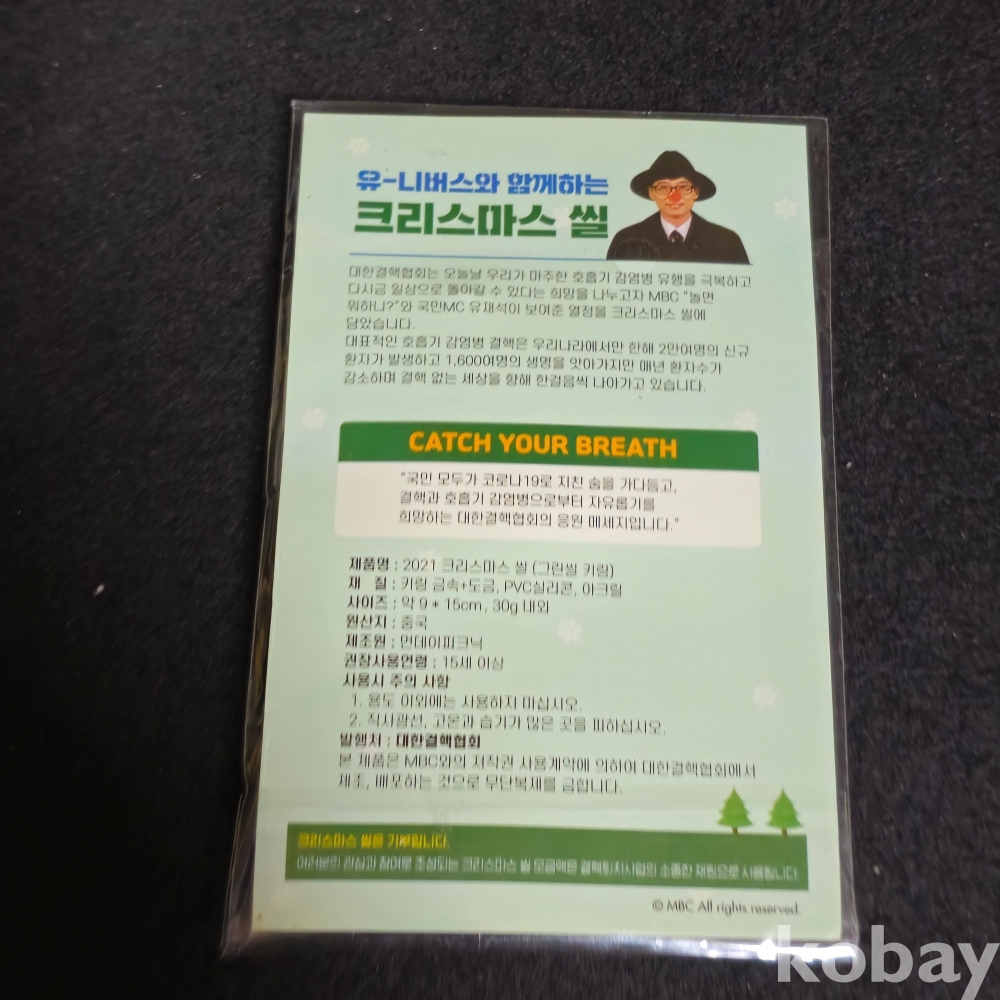 유-니버스와 함께하는
크리스마스 씰
대한결핵협회는 오늘날 우리가 마주한 호흡기 감염병 유행을 극복하고
다시금 일상으로 돌아갈 수 있다는 희망을 나누고자 MBC "놀면
뭐하니?"와 국민MC 유재석이 보여준 열정을 크리스마스 씰에
담았습니다.
대표적인 호흡기 감염병 결핵은 우리나라에서만 한해 2만여명의 신규
환자가 발생하고 1,600여명의 생명을 앗아가지만 매년 환자수가
감소하며 결핵 없는 세상을 향해 한걸음씩 나아가고 있습니다.
CATCH YOUR BREATH
"국민 모두가 코로나19로 지친 숨을 가다듬고,
결핵과 호흡기 감염병으로부터 자유롭기를
희망하는 대한결핵협회의 응원 메세지입니다."
제품명 : 2021 크리스마스 씰 (그린씰 키링)
재 질 : 키링 금속+도금, PVC실리콘, 아크릴
사이즈 : 약 9 * 15cm, 30g 내외
원산지 : 중국
제조원 : 먼데이피크닉
권장사용연령 : 15세 이상
사용시 주의 사항
1. 용도 이외에는 사용하지 마십시오.
2. 직사광선, 고온과 습기가 많은 곳을 피하십시오.
발행처 : 대한결핵협회
본 제품은 MBC와의 저작권 사용계약에 의하여 대한결핵협회에서
제조, 배포하는 것으로 무단복제를 금합니다.
크리스마스 씰은 기부입니다.
여러분의 관심과 참여로 조성되는 크리스마스 씰 모금액은 결핵퇴치사업의 소중한 재원으로 사용됩니다.
© MBC All rights reserved.
kobay